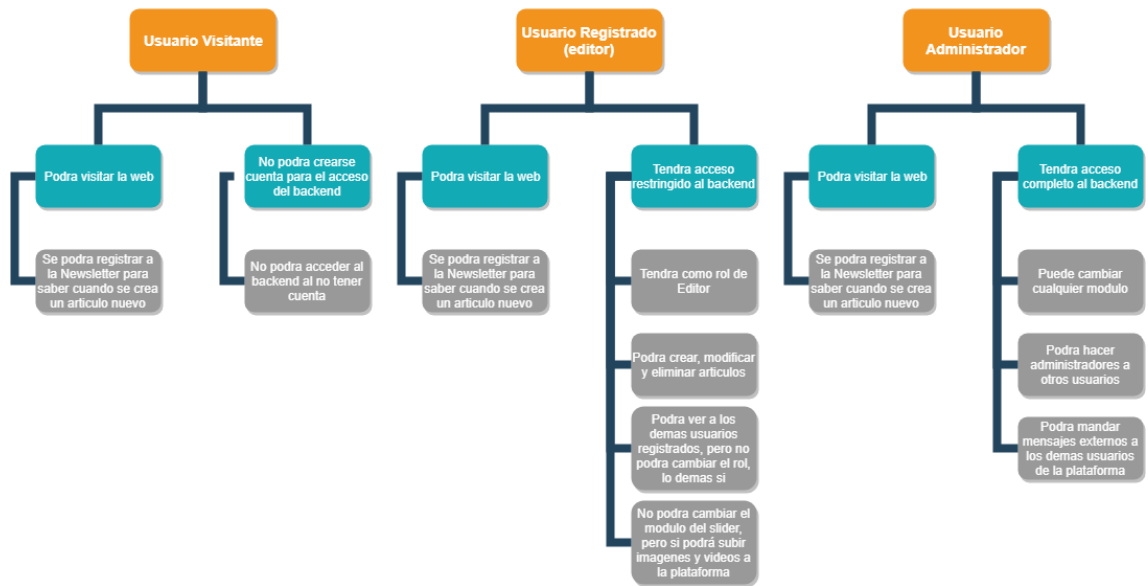 Usuario Visitante
Podra visitar la web
Se podra registrar a
la Newsletter para
saber cuando se crea
un articulo nuevo
No podra crearse
cuenta para el acceso
del backend
No podra acceder al
backend al no tener
cuenta
Usuario Registrado
(editor)
Podra visitar la web
Se podra registrar a
la Newsletter para
saber cuando se crea
un articulo nuevo
Tendra acceso
restringido al backend
Tendra como rol de
Editor
Podra crear, modificar
y eliminar articulos
Podra ver a los
demas usuarios
registrados, pero no
podra cambiar el rol,
lo demas si
No podra cambiar el
modulo del slider,
pero si podrá subir
imagenes y videos a
la plataforma
Usuario
Administrador
Podra visitar la web
Se podra registrar a
la Newsletter para
saber cuando se crea
un articulo nuevo
Tendra acceso
completo al backend
Puede cambiar
cualquier modulo
Podra hacer
administradores a
otros usuarios
Podra mandar
mensajes externos a
los demas usuarios
de la plataforma